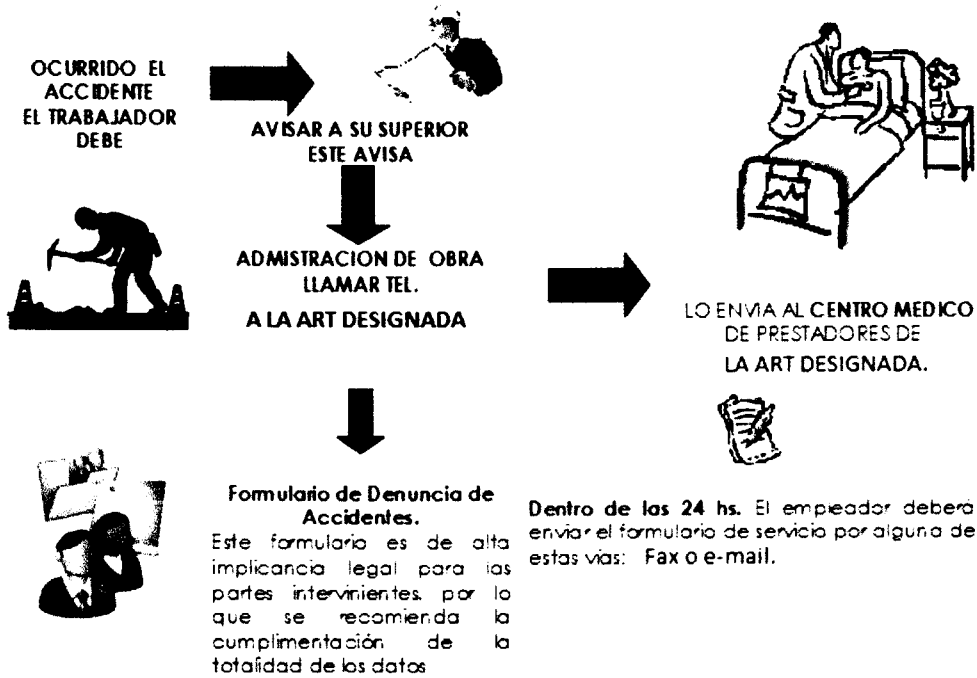 OCURRIDO EL
ACCIDENTE
EL TRABAJADOR
DEBE
AVISAR A SU SUPERIOR
ESTE AVISA
ADMISTRACION DE OBRA
LLAMAR TEL.
A LA ART DESIGNADA
LO ENVIA AL CENTRO MEDICO
DE PRESTADORES DE
LA ART DESIGNADA.
Formulario de Denuncia de
Accidentes.
Este formulario es de alta
implicancia legal para las
partes intervinientes, por lo
que se recomienda la
cumplimentación de la
totalidad de los datos
Dentro de las 24 hs. El empleador deberá
enviar el formulario de servicio por alguna de
estas vias: Fax o e-mail.